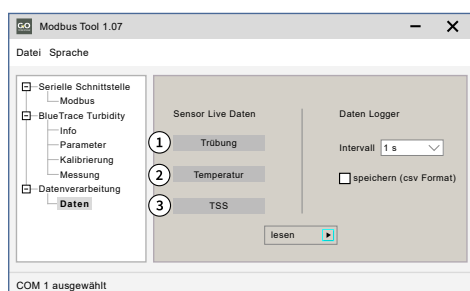 GO Modbus Tool 1.07
Datei Sprache
Serielle Schnittstelle
Modbus
BlueTrace Turbidity
Info
Parameter
Kalibrierung
Messung
Datenverarbeitung
Daten
Sensor Live Daten
1 Trübung
2 Temperatur
3 TSS
Daten Logger
Intervall 1 s
speichern (csv Format)
lesen
COM 1 ausgewählt